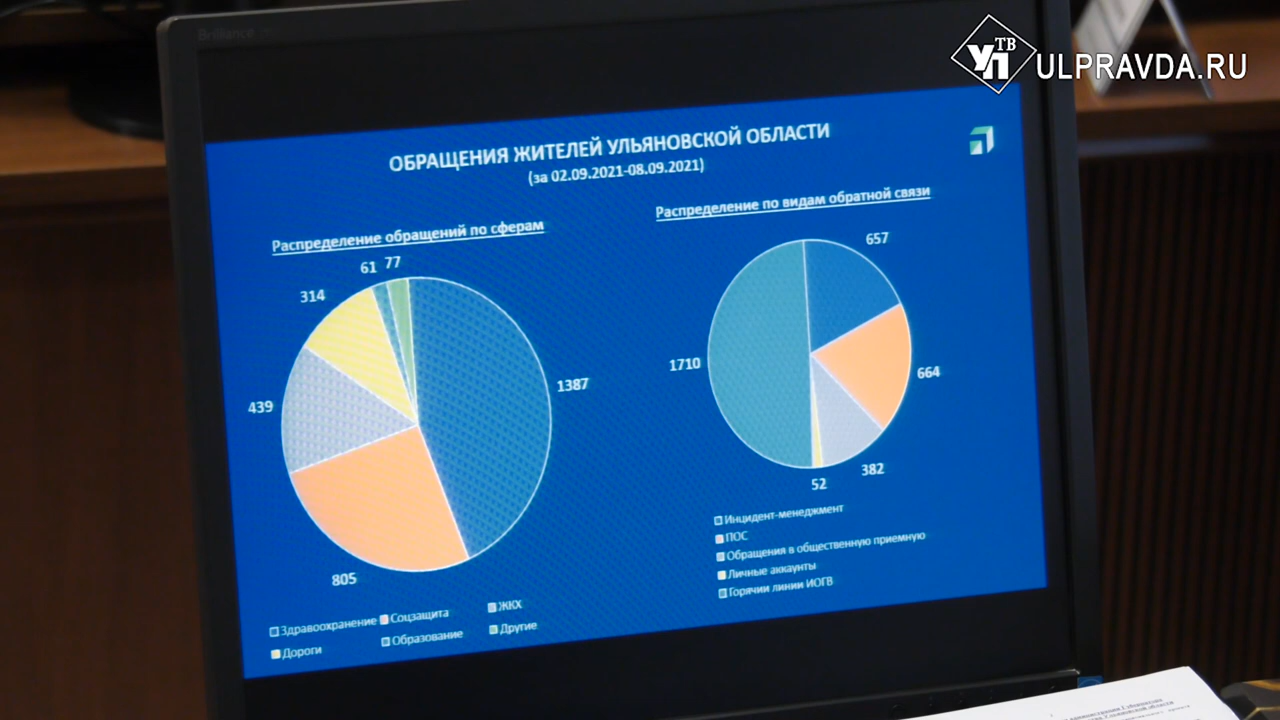 Brilliance
УП ТВ
ULPRAVDA.RU
ОБРАЩЕНИЯ ЖИТЕЛЕЙ УЛЬЯНОВСКОЙ ОБЛАСТИ
(за 02.09.2021-08.09.2021)
Распределение обращений по сферам
61 77
314
439
1387
805
Здравоохранение Соцзащита ЖКХ
Дороги Образование Другие
Распределение по видам обратной связи
657
1710
664
382
52
Инцидент-менеджмент
ПОС
Обращения в общественную приемную
Личные аккаунты
Горячии линии ИОГВ